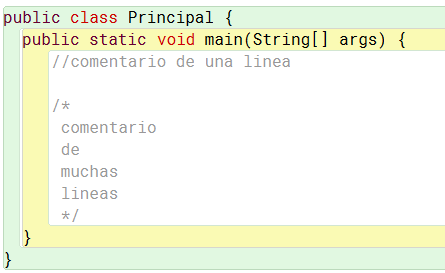 public class Principal {
public static void main(String[] args) {
//comentario de una linea
/*
comentario
de
muchas
lineas
*/
}
}